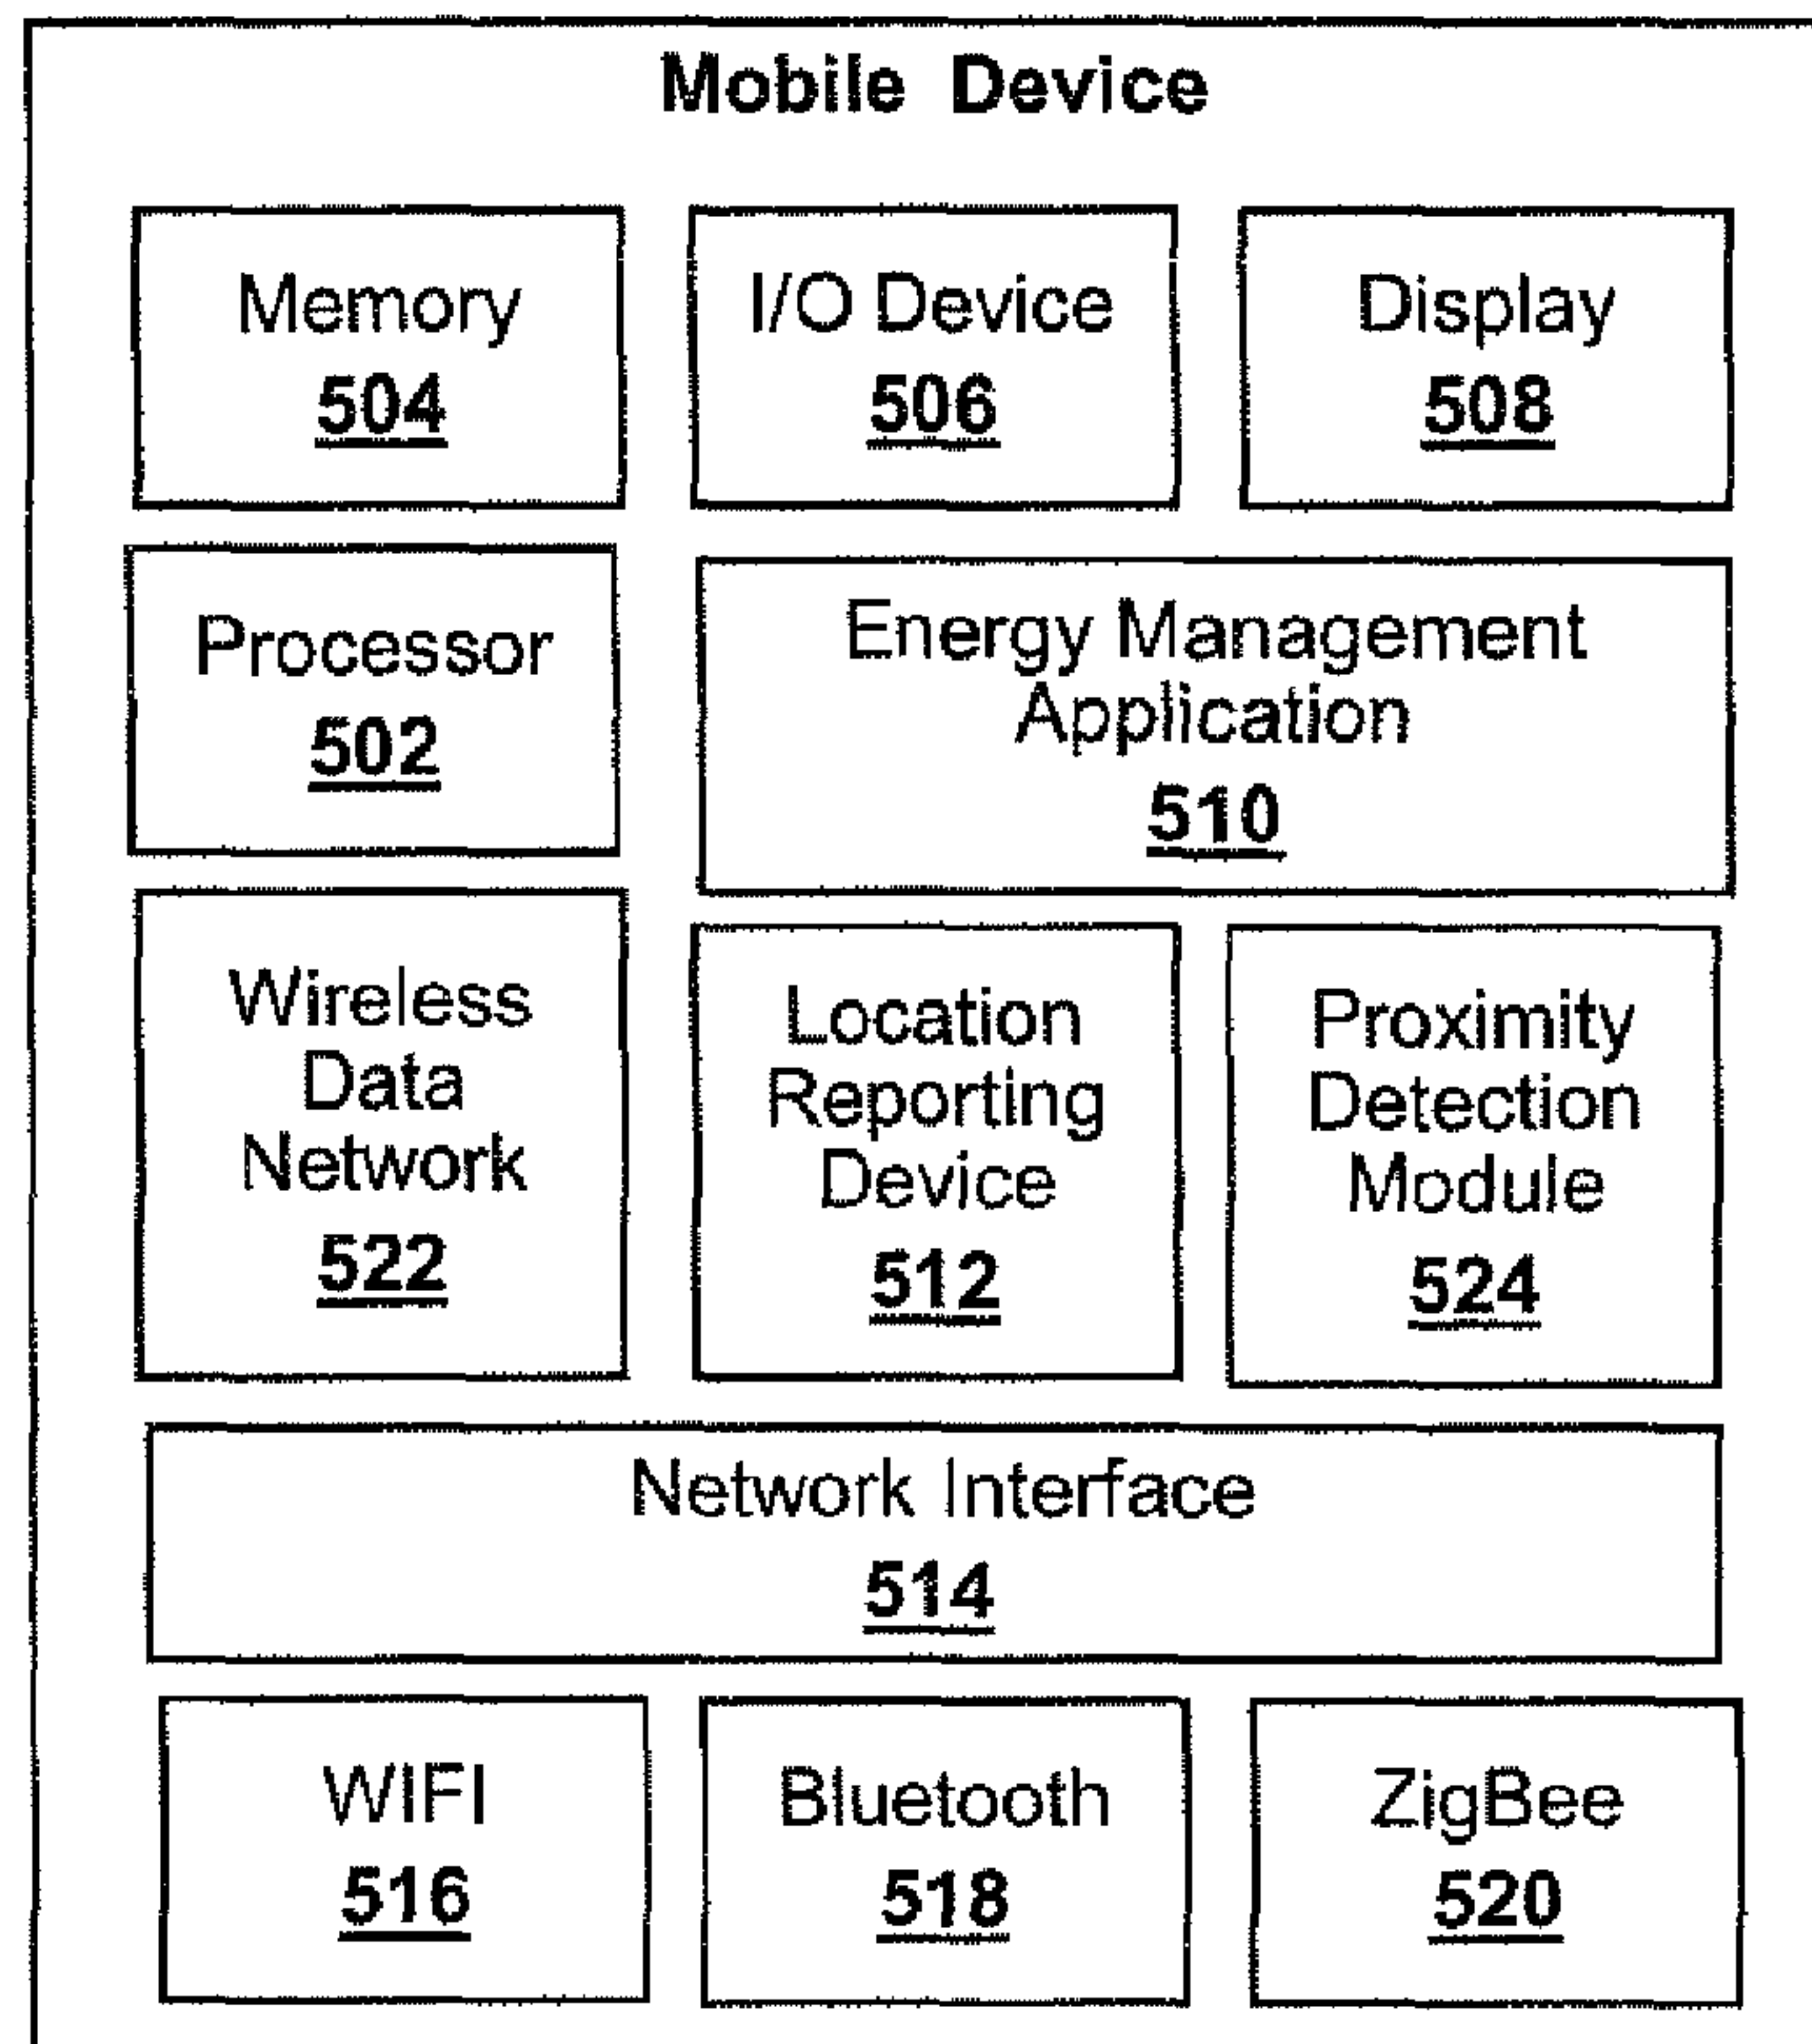 Mobile Device
Memory
504
I/O Device
506
Display
508
Processor
502
Energy Management
Application
510
Wireless
Data
Network
522
Location
Reporting
Device
512
Proximity
Detection
Module
524
Network Interface
514
WIFI
516
Bluetooth
518
ZigBee
520